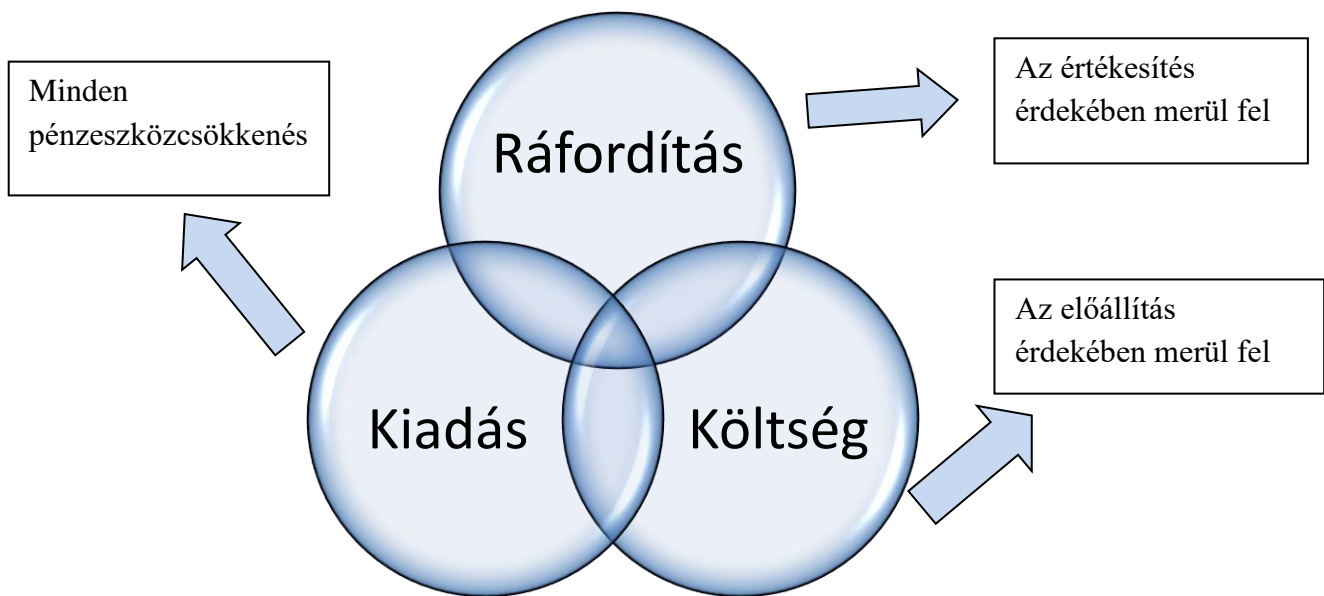 Minden
pénzeszközcsökkenés
Ráfordítás
Az értékesítés
érdekében merül fel
Az előállítás
érdekében merül fel
Kiadás
Költség